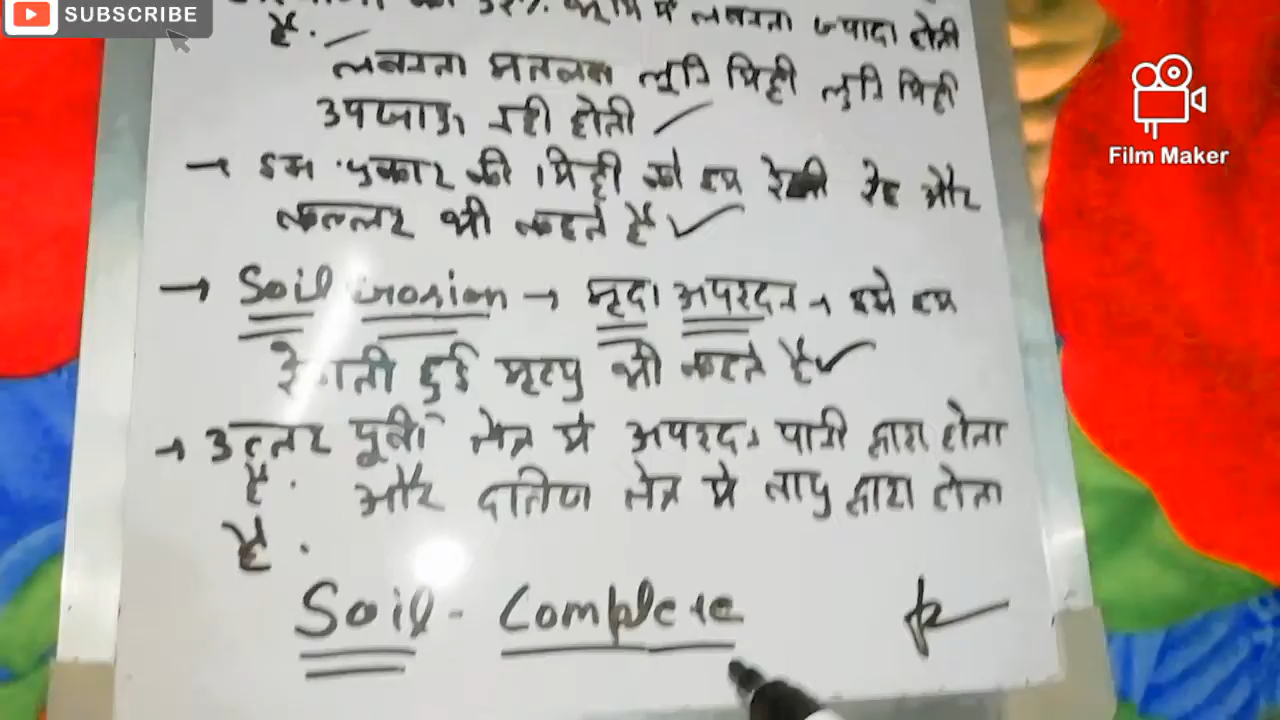 SUBSCRIBE
भूमि में लवणता ज्यादा होती
है.
लवणता मतलब लूनि मिट्टी लुनि मिट्टी
उपजाऊ नही होती
→ इस प्रकार की मिट्टी को हम रेही रेह और
कल्लर भी कहते है
→ Soil → मृदा अपरदन → इसे हम
रेंगती हुई मृत्यु भी कहते है
→ उत्तर पूर्वी क्षेत्र मे अपरदन पानी द्वारा होता
है. और दक्षिण क्षेत्र मे वायु द्वारा होता
है.
Soil - Complete
Film Maker